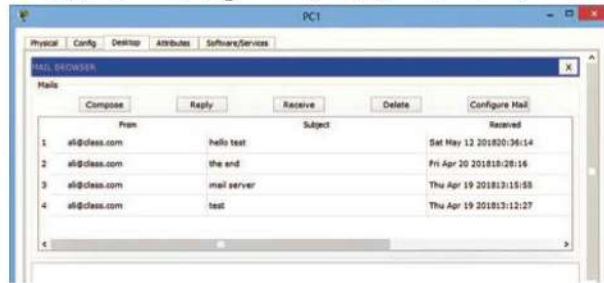 PC1
Physical Config Desktop Attributes Software/Services
MAIL BROWSER X
Mails
Compose Reply Receive Delete Configure Mail
From Subject Received
1 ali@class.com hello test Sat May 12 201820:36:14
2 ali@class.com the end Fri Apr 20 201818:28:16
3 ali@class.com mail server Thu Apr 19 201813:15:55
4 ali@class.com test Thu Apr 19 201813:12:27